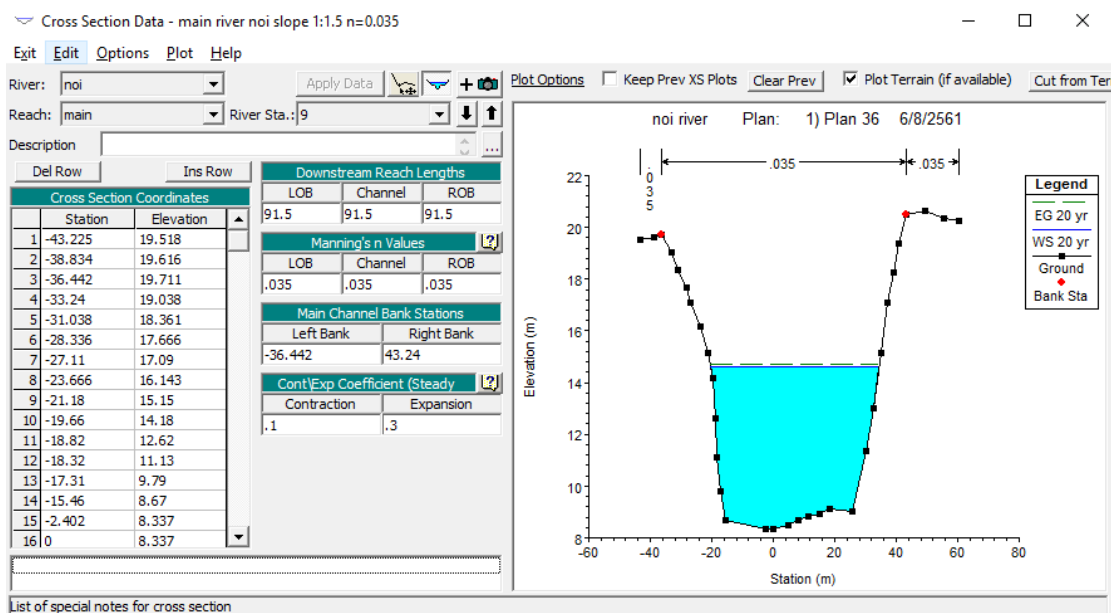 Cross Section Data - main river noi slope 1:1.5 n=0.035
Exit Edit Options Plot Help
River: noi Apply Data Plot Options Keep Prev XS Plots Clear Prev Plot Terrain (if available) Cut from Ter
Reach: main River Sta.: 9
Description ...
Del Row Ins Row
Cross Section Coordinates
Station Elevation
1 -43.225 19.518
2 -38.834 19.616
3 -36.442 19.711
4 -33.24 19.038
5 -31.038 18.361
6 -28.336 17.666
7 -27.11 17.09
8 -23.666 16.143
9 -21.18 15.15
10 -19.66 14.18
11 -18.82 12.62
12 -18.32 11.13
13 -17.31 9.79
14 -15.46 8.67
15 -2.402 8.337
16 0 8.337
Downstream Reach Lengths
LOB Channel ROB
91.5 91.5 91.5
Manning's n Values
LOB Channel ROB
.035 .035 .035
Main Channel Bank Stations
Left Bank Right Bank
-36.442 43.24
Cont\Exp Coefficient (Steady
Contraction Expansion
.1 .3
noi river Plan: 1) Plan 36 6/8/2561
.035 .035 .035
Legend
EG 20 yr
WS 20 yr
Ground
Bank Sta
Elevation (m)
22
20
18
16
14
12
10
8
-60 -40 -20 0 20 40 60 80
Station (m)
List of special notes for cross section